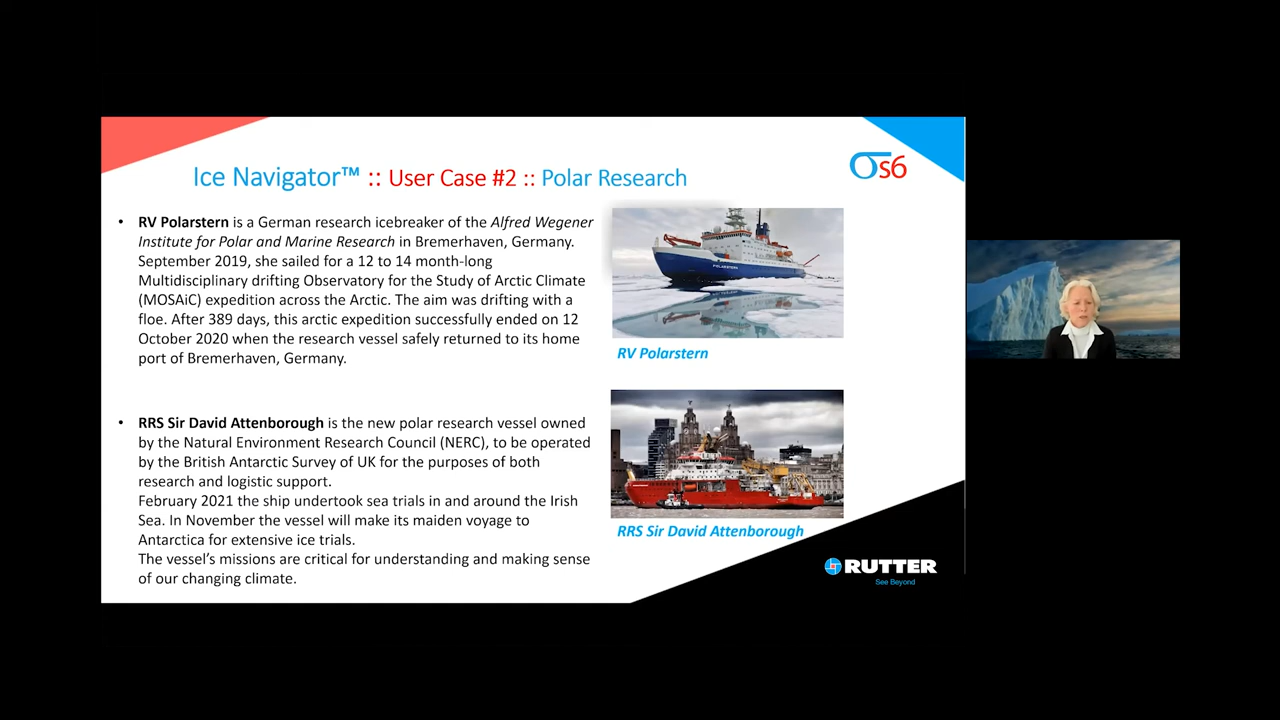 Ice Navigator™ :: User Case #2 :: Polar Research
σs6
• RV Polarstern is a German research icebreaker of the Alfred Wegener
Institute for Polar and Marine Research in Bremerhaven, Germany.
September 2019, she sailed for a 12 to 14 month-long
Multidisciplinary drifting Observatory for the Study of Arctic Climate
(MOSAiC) expedition across the Arctic. The aim was drifting with a
floe. After 389 days, this arctic expedition successfully ended on 12
October 2020 when the research vessel safely returned to its home
port of Bremerhaven, Germany.
POLARSTERN
RV Polarstern
• RRS Sir David Attenborough is the new polar research vessel owned
by the Natural Environment Research Council (NERC), to be operated
by the British Antarctic Survey of UK for the purposes of both
research and logistic support.
February 2021 the ship undertook sea trials in and around the Irish
Sea. In November the vessel will make its maiden voyage to
Antarctica for extensive ice trials.
The vessel's missions are critical for understanding and making sense
of our changing climate.
RRS Sir David Attenborough
RUTTER
See Beyond